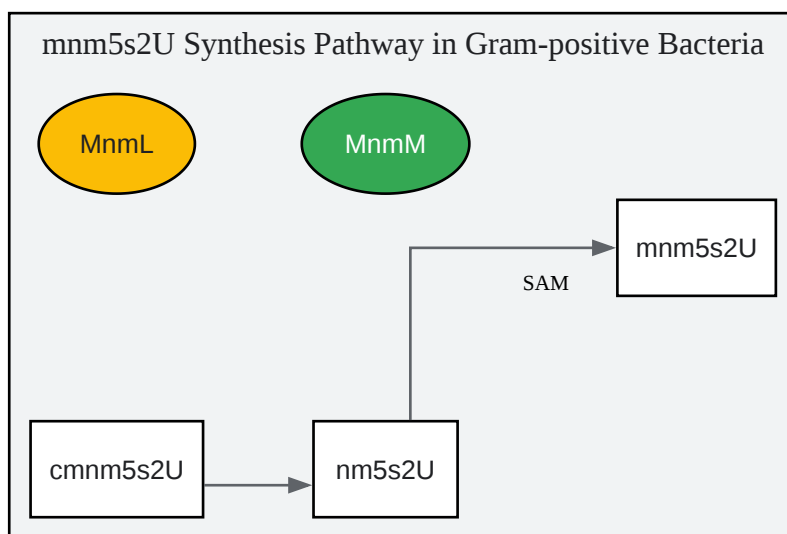 mnm5s2U Synthesis Pathway in Gram-positive Bacteria
MnmL
MnmM
mnm5s2U
SAM
cmnm5s2U
nm5s2U